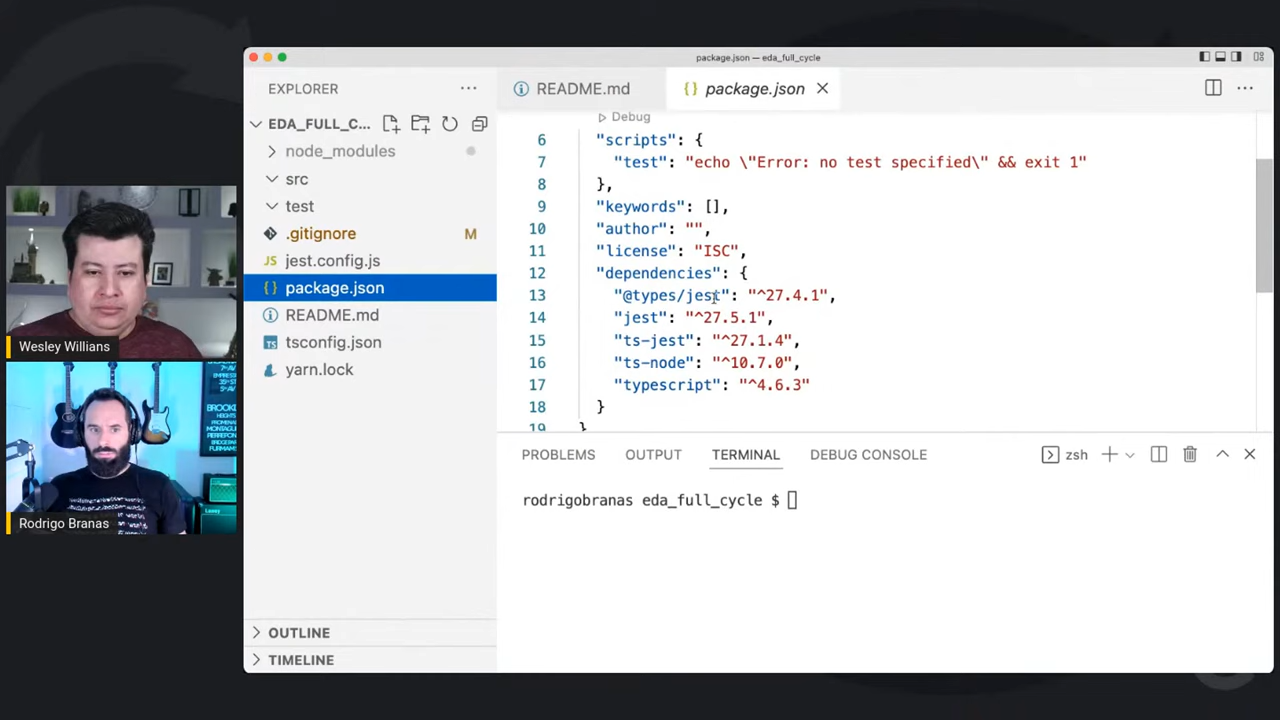 package.json — eda_full_cycle
EXPLORER
README.md
package.json
EDA_FULL_C...
node_modules
src
test
.gitignore
M
jest.config.js
package.json
README.md
tsconfig.json
yarn.lock
OUTLINE
TIMELINE
Debug
6 "scripts": {
7 "test": "echo \"Error: no test specified\" && exit 1"
8 },
9 "keywords": [],
10 "author": "",
11 "license": "ISC",
12 "dependencies": {
13 "@types/jest": "^27.4.1",
14 "jest": "^27.5.1",
15 "ts-jest": "^27.1.4",
16 "ts-node": "^10.7.0",
17 "typescript": "^4.6.3"
18 }
19 }
PROBLEMS OUTPUT TERMINAL DEBUG CONSOLE
zsh
rodrigobranas eda_full_cycle $
Wesley Willians
Rodrigo Branas